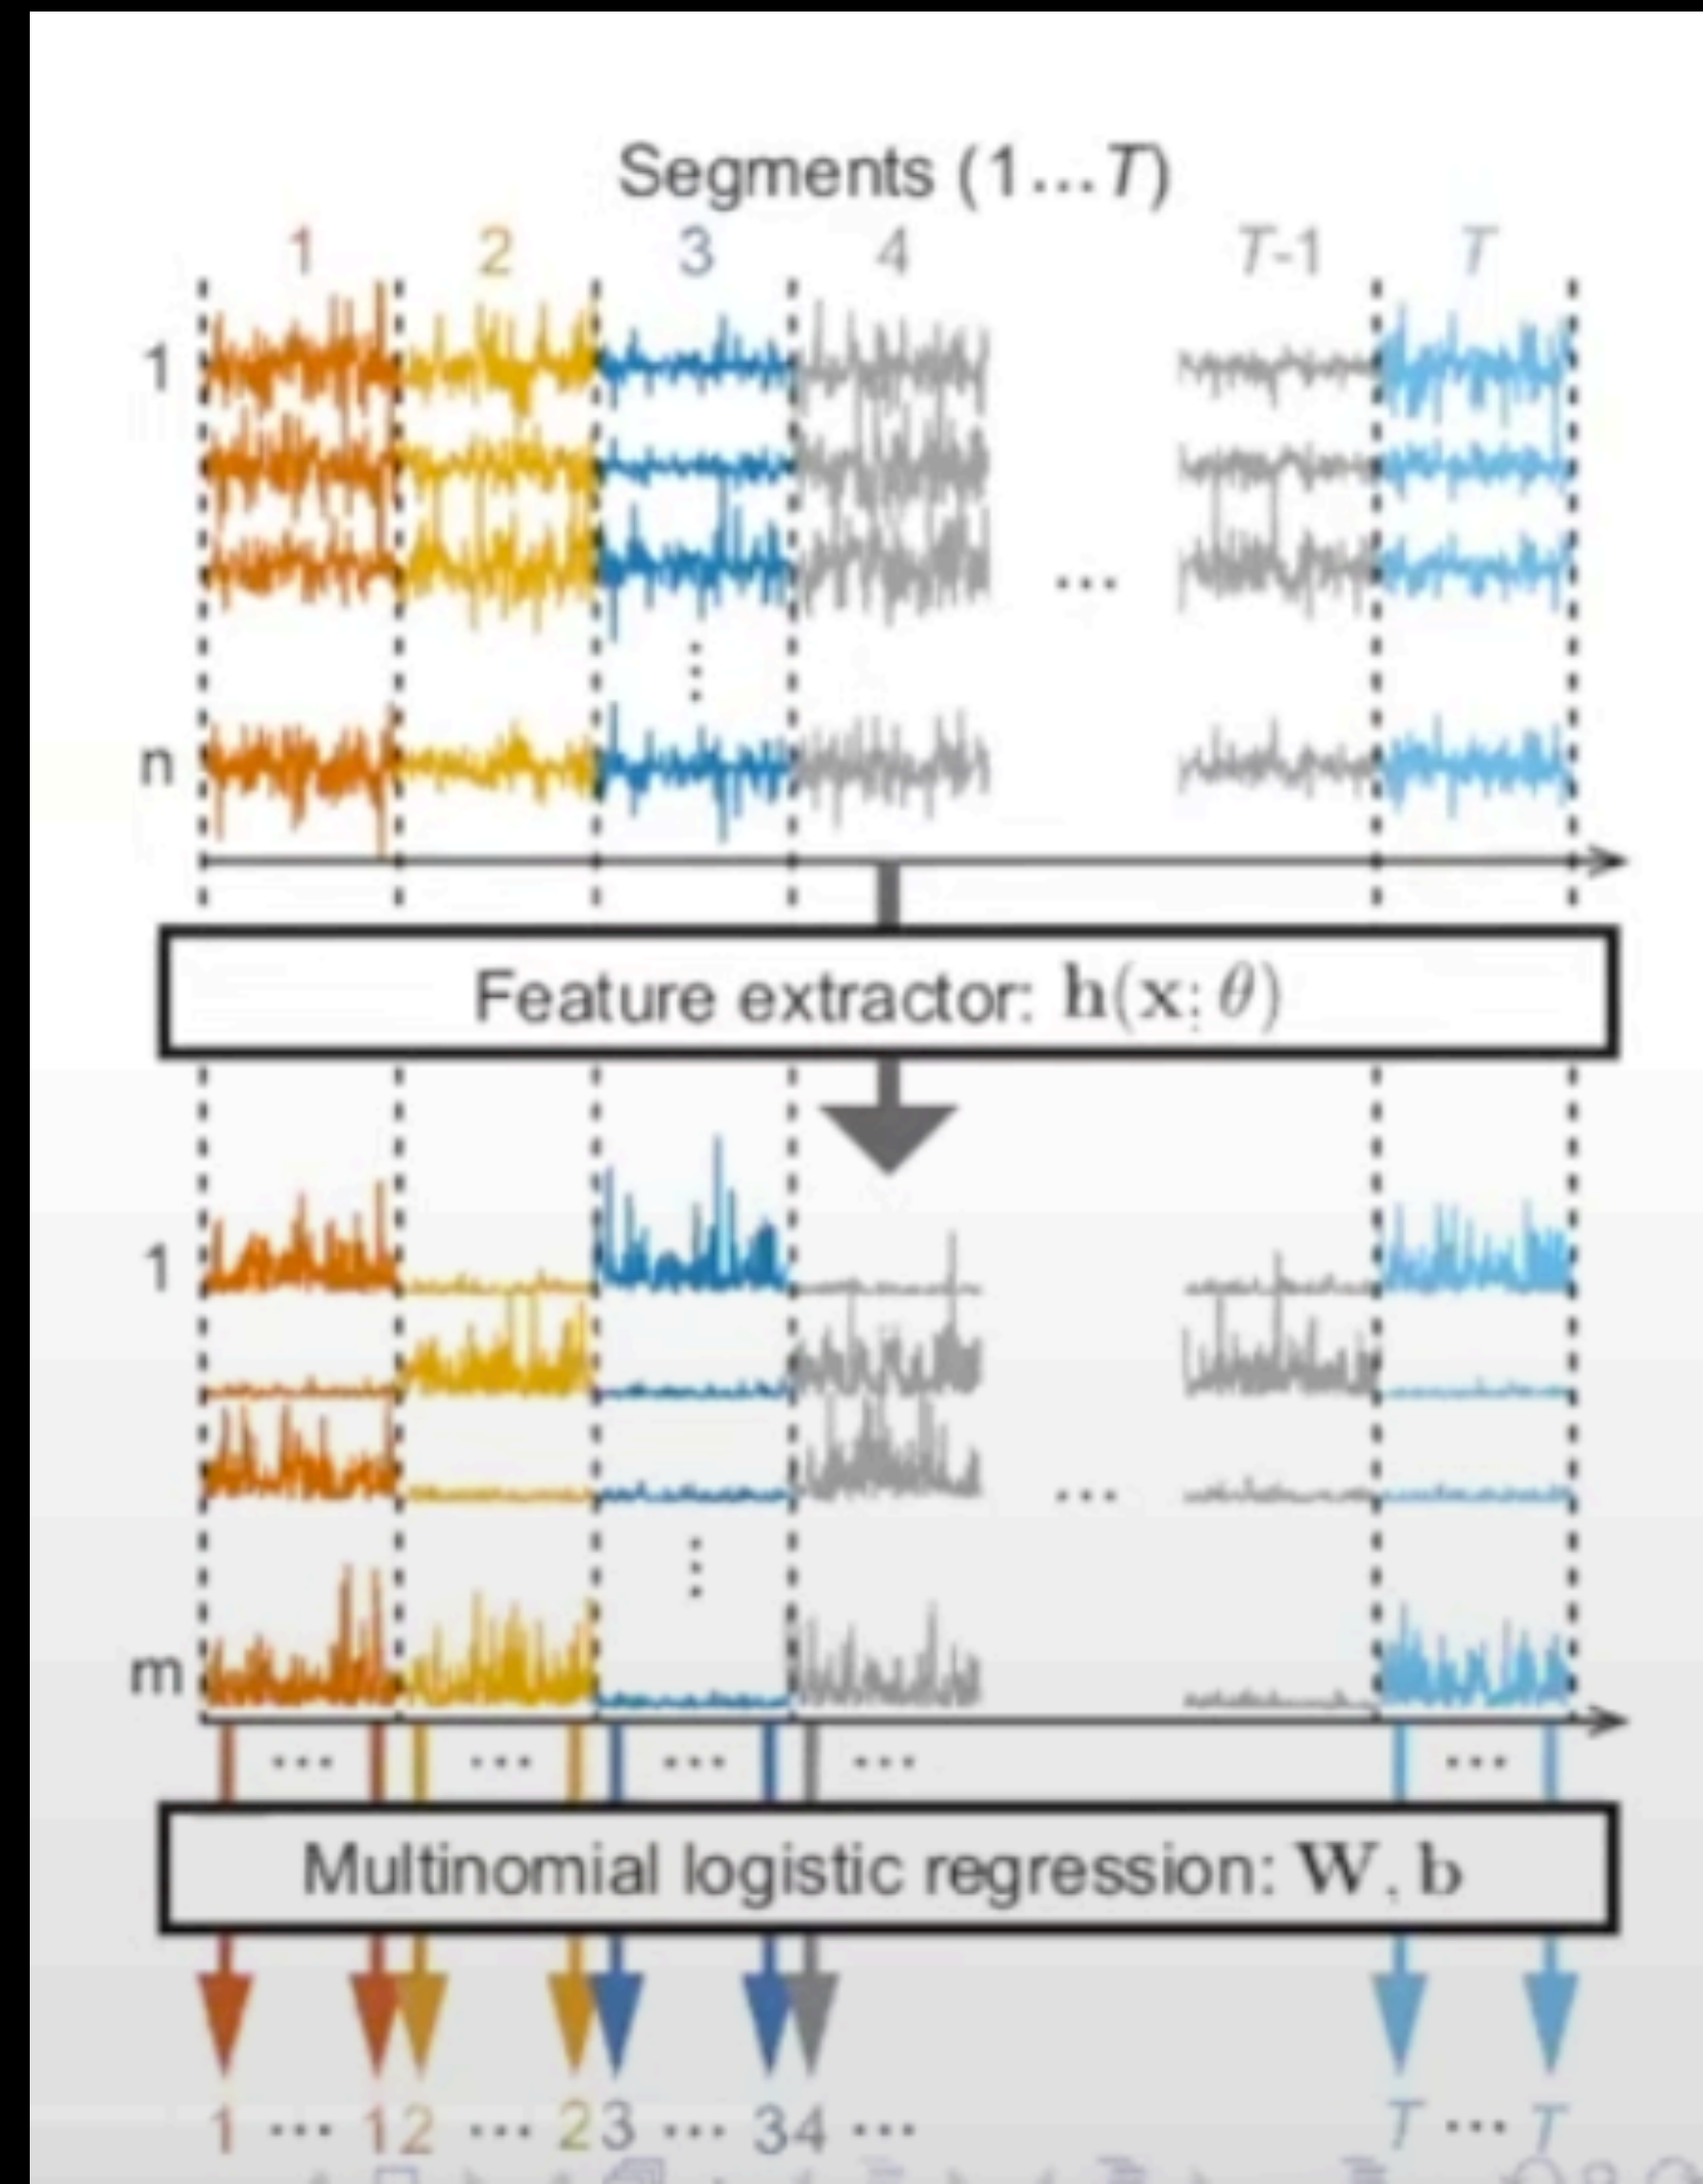 Segments (1...T)
1 2 3 4 T-1 T
1
...
⋮
n
Feature extractor: h(x; θ)
1
...
⋮
m
... ... ... ... ...
Multinomial logistic regression: W, b
1 ... 1 2 ... 2 3 ... 3 4 ... T ... T